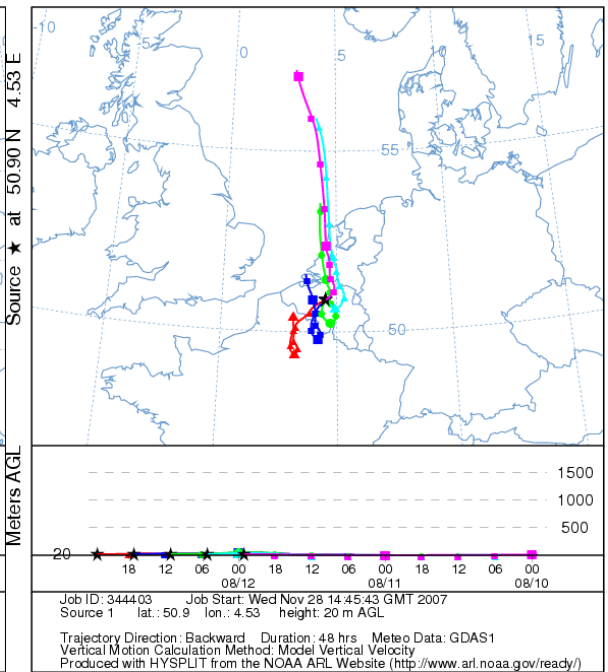 -10
0
5
15
55
50
Source ★ at 50.90 N 4.53 E
Meters AGL
1500
1000
500
20
18 12 06 00 18 12 06 00 18 12 06 00
08/12 08/11 08/10
Job ID: 344403 Job Start: Wed Nov 28 14:45:43 GMT 2007
Source 1 lat.: 50.9 lon.: 4.53 height: 20 m AGL
Trajectory Direction: Backward Duration: 48 hrs Meteo Data: GDAS1
Vertical Motion Calculation Method: Model Vertical Velocity
Produced with HYSPLIT from the NOAA ARL Website (http://www.arl.noaa.gov/ready/)